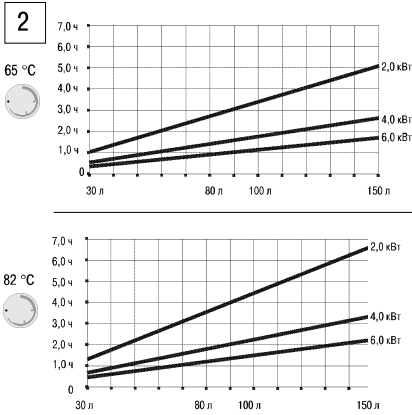 2
65 °C
7,0 ч
6,0 ч
5,0 ч
4,0 ч
3,0 ч
2,0 ч
1,0 ч
0
2,0 кВт
4,0 кВт
6,0 кВт
30 л 80 л 100 л 150 л
82 °C
7,0 ч
6,0 ч
5,0 ч
4,0 ч
3,0 ч
2,0 ч
1,0 ч
0
2,0 кВт
4,0 кВт
6,0 кВт
30 л 80 л 100 л 150 л